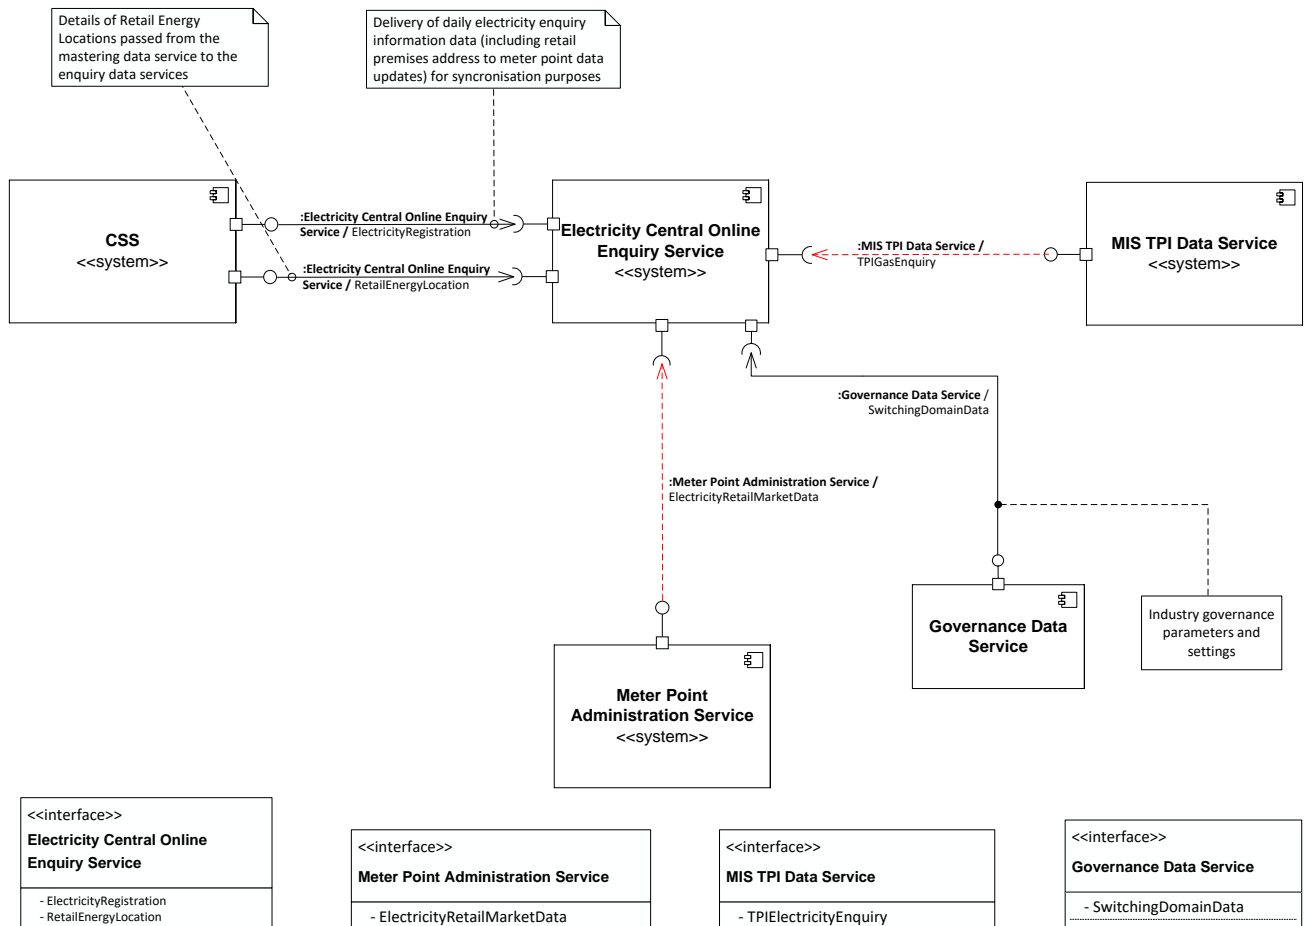 Details of Retail Energy
Locations passed from the
mastering data service to the
enquiry data services
Delivery of daily electricity enquiry
information data (including retail
premises address to meter point data
updates) for syncronisation purposes
CSS
<<system>>
:Electricity Central Online Enquiry
Service / ElectricityRegistration
:Electricity Central Online Enquiry
Service / RetailEnergyLocation
Electricity Central Online
Enquiry Service
<<system>>
:MIS TPI Data Service /
TPIGasEnquiry
MIS TPI Data Service
<<system>>
:Governance Data Service /
SwitchingDomainData
:Meter Point Administration Service /
ElectricityRetailMarketData
Governance Data
Service
Industry governance
parameters and
settings
Meter Point
Administration Service
<<system>>
<<interface>>
Electricity Central Online
Enquiry Service
- ElectricityRegistration
- RetailEnergyLocation
<<interface>>
Meter Point Administration Service
- ElectricityRetailMarketData
<<interface>>
MIS TPI Data Service
- TPIElectricityEnquiry
<<interface>>
Governance Data Service
- SwitchingDomainData